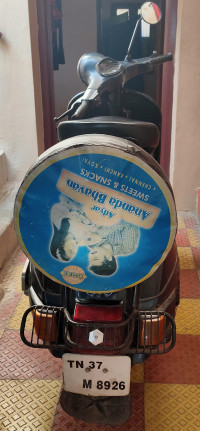 Adyar
Ananda Bhavan
SWEETS & SNACKS
TN 37
M 8926